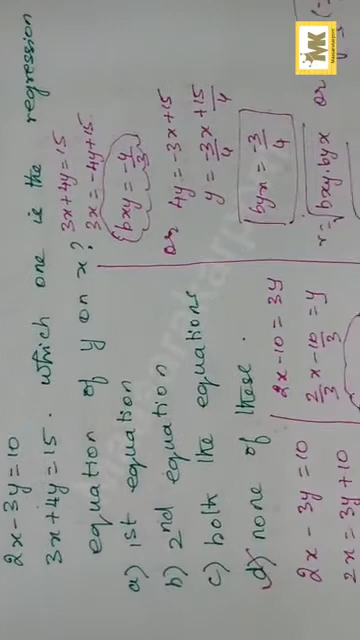 2x-3y=10
3x+4y=15. which one is the regression
equation of y on x?
a) 1st equation
b) 2nd equation
c) both the equations
d) none of these.
2x - 3y = 10
2x = 3y + 10
2x - 10 = 3y
2/3 x - 10/3 = y
3x+4y=15
3x = -4y+15
bxy = -4/3
or 4y = -3x+15
y = -3/4 x + 15/4
byx = -3/4
r = √bxy.byx or
MK